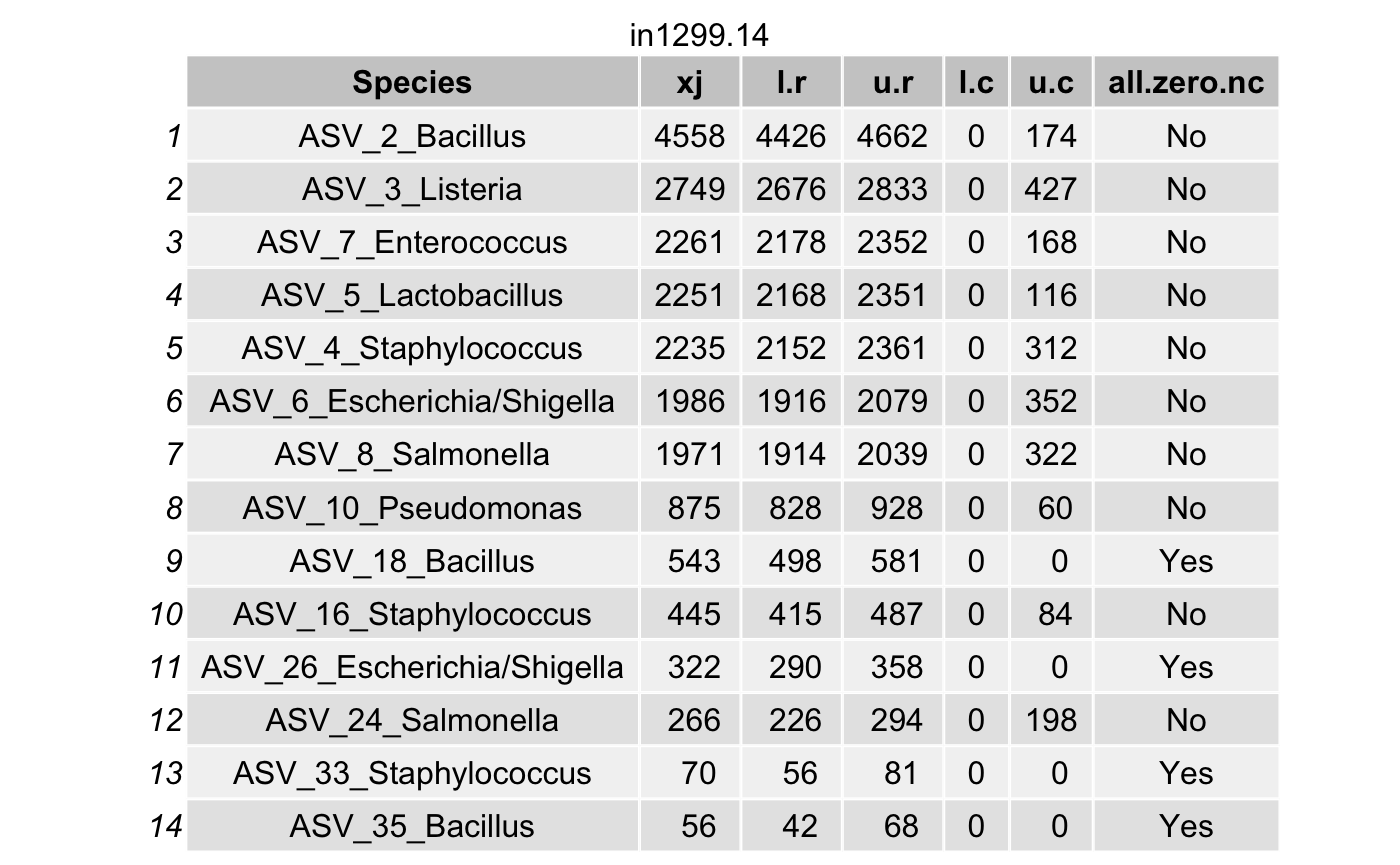 in1299.14
Species xj l.r u.r l.c u.c all.zero.nc
1 ASV_2_Bacillus 4558 4426 4662 0 174 No
2 ASV_3_Listeria 2749 2676 2833 0 427 No
3 ASV_7_Enterococcus 2261 2178 2352 0 168 No
4 ASV_5_Lactobacillus 2251 2168 2351 0 116 No
5 ASV_4_Staphylococcus 2235 2152 2361 0 312 No
6 ASV_6_Escherichia/Shigella 1986 1916 2079 0 352 No
7 ASV_8_Salmonella 1971 1914 2039 0 322 No
8 ASV_10_Pseudomonas 875 828 928 0 60 No
9 ASV_18_Bacillus 543 498 581 0 0 Yes
10 ASV_16_Staphylococcus 445 415 487 0 84 No
11 ASV_26_Escherichia/Shigella 322 290 358 0 0 Yes
12 ASV_24_Salmonella 266 226 294 0 198 No
13 ASV_33_Staphylococcus 70 56 81 0 0 Yes
14 ASV_35_Bacillus 56 42 68 0 0 Yes